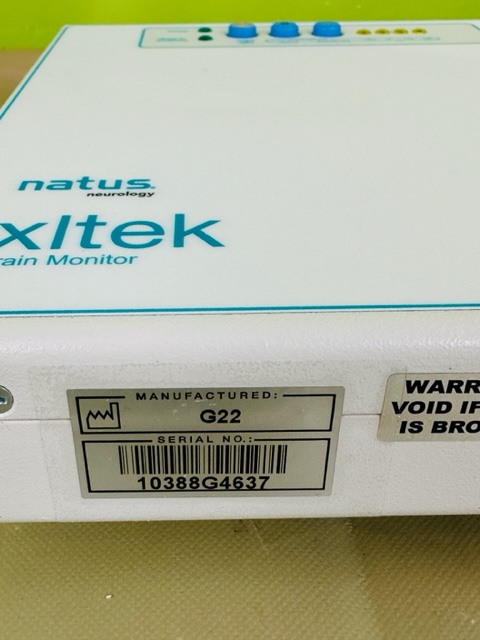 natus
neurology
xltek
rain Monitor
MANUFACTURED:
G22
SERIAL NO.:
10388G4637
WARR
VOID IF
IS BRO